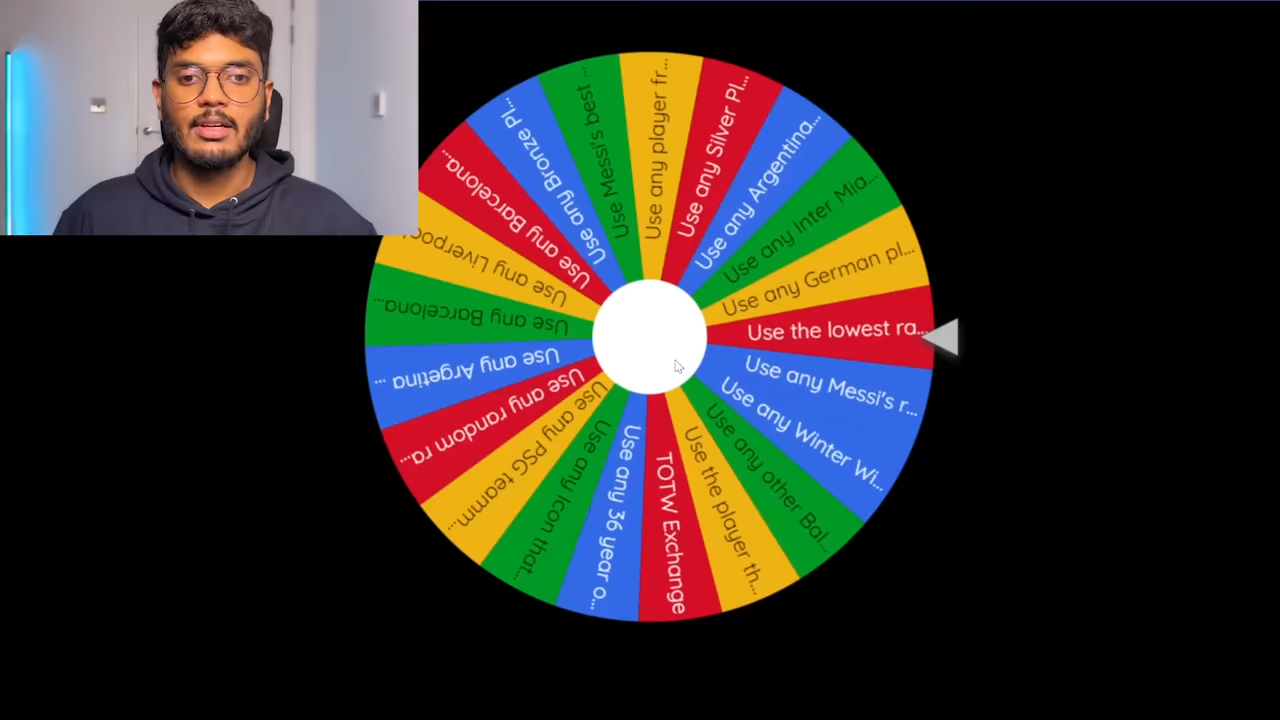 Use any player fr...
Use any Silver Pl...
Use any Argentina...
Use any Inter Mia...
Use any German pl...
Use the lowest ra...
Use any Messi's r...
Use any Winter Wi...
Use any other Bal...
Use the player th...
TOTW Exchange
Use any 36 year o...
Use any Icon that...
Use any PSG teamm...
Use any random ra...
Use any Argetina ...
Use any Barcelona...
Use any Liverpool
Use any Barcelona...
Use any Bronze Pl...
Use Messi's best ...